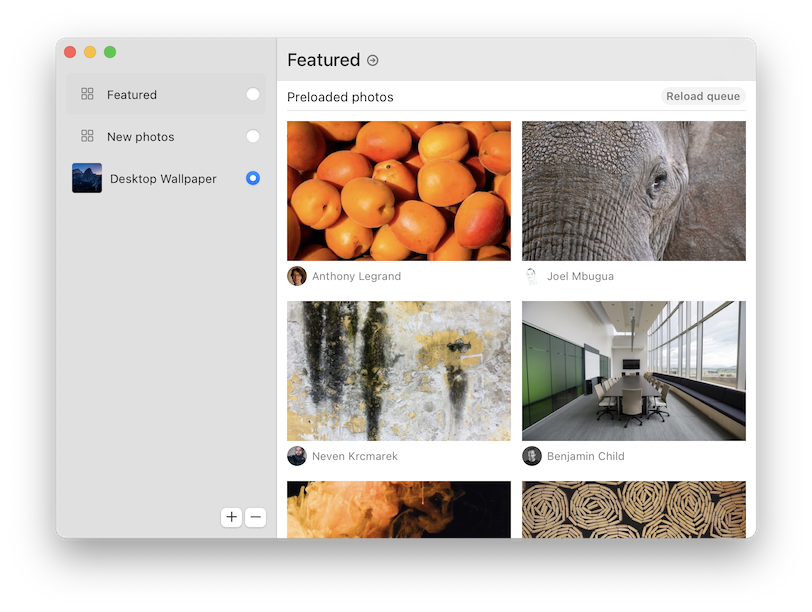 Featured
New photos
Desktop Wallpaper
Featured
Preloaded photos
Reload queue
Anthony Legrand
Joel Mbugua
Neven Krcmarek
Benjamin Child